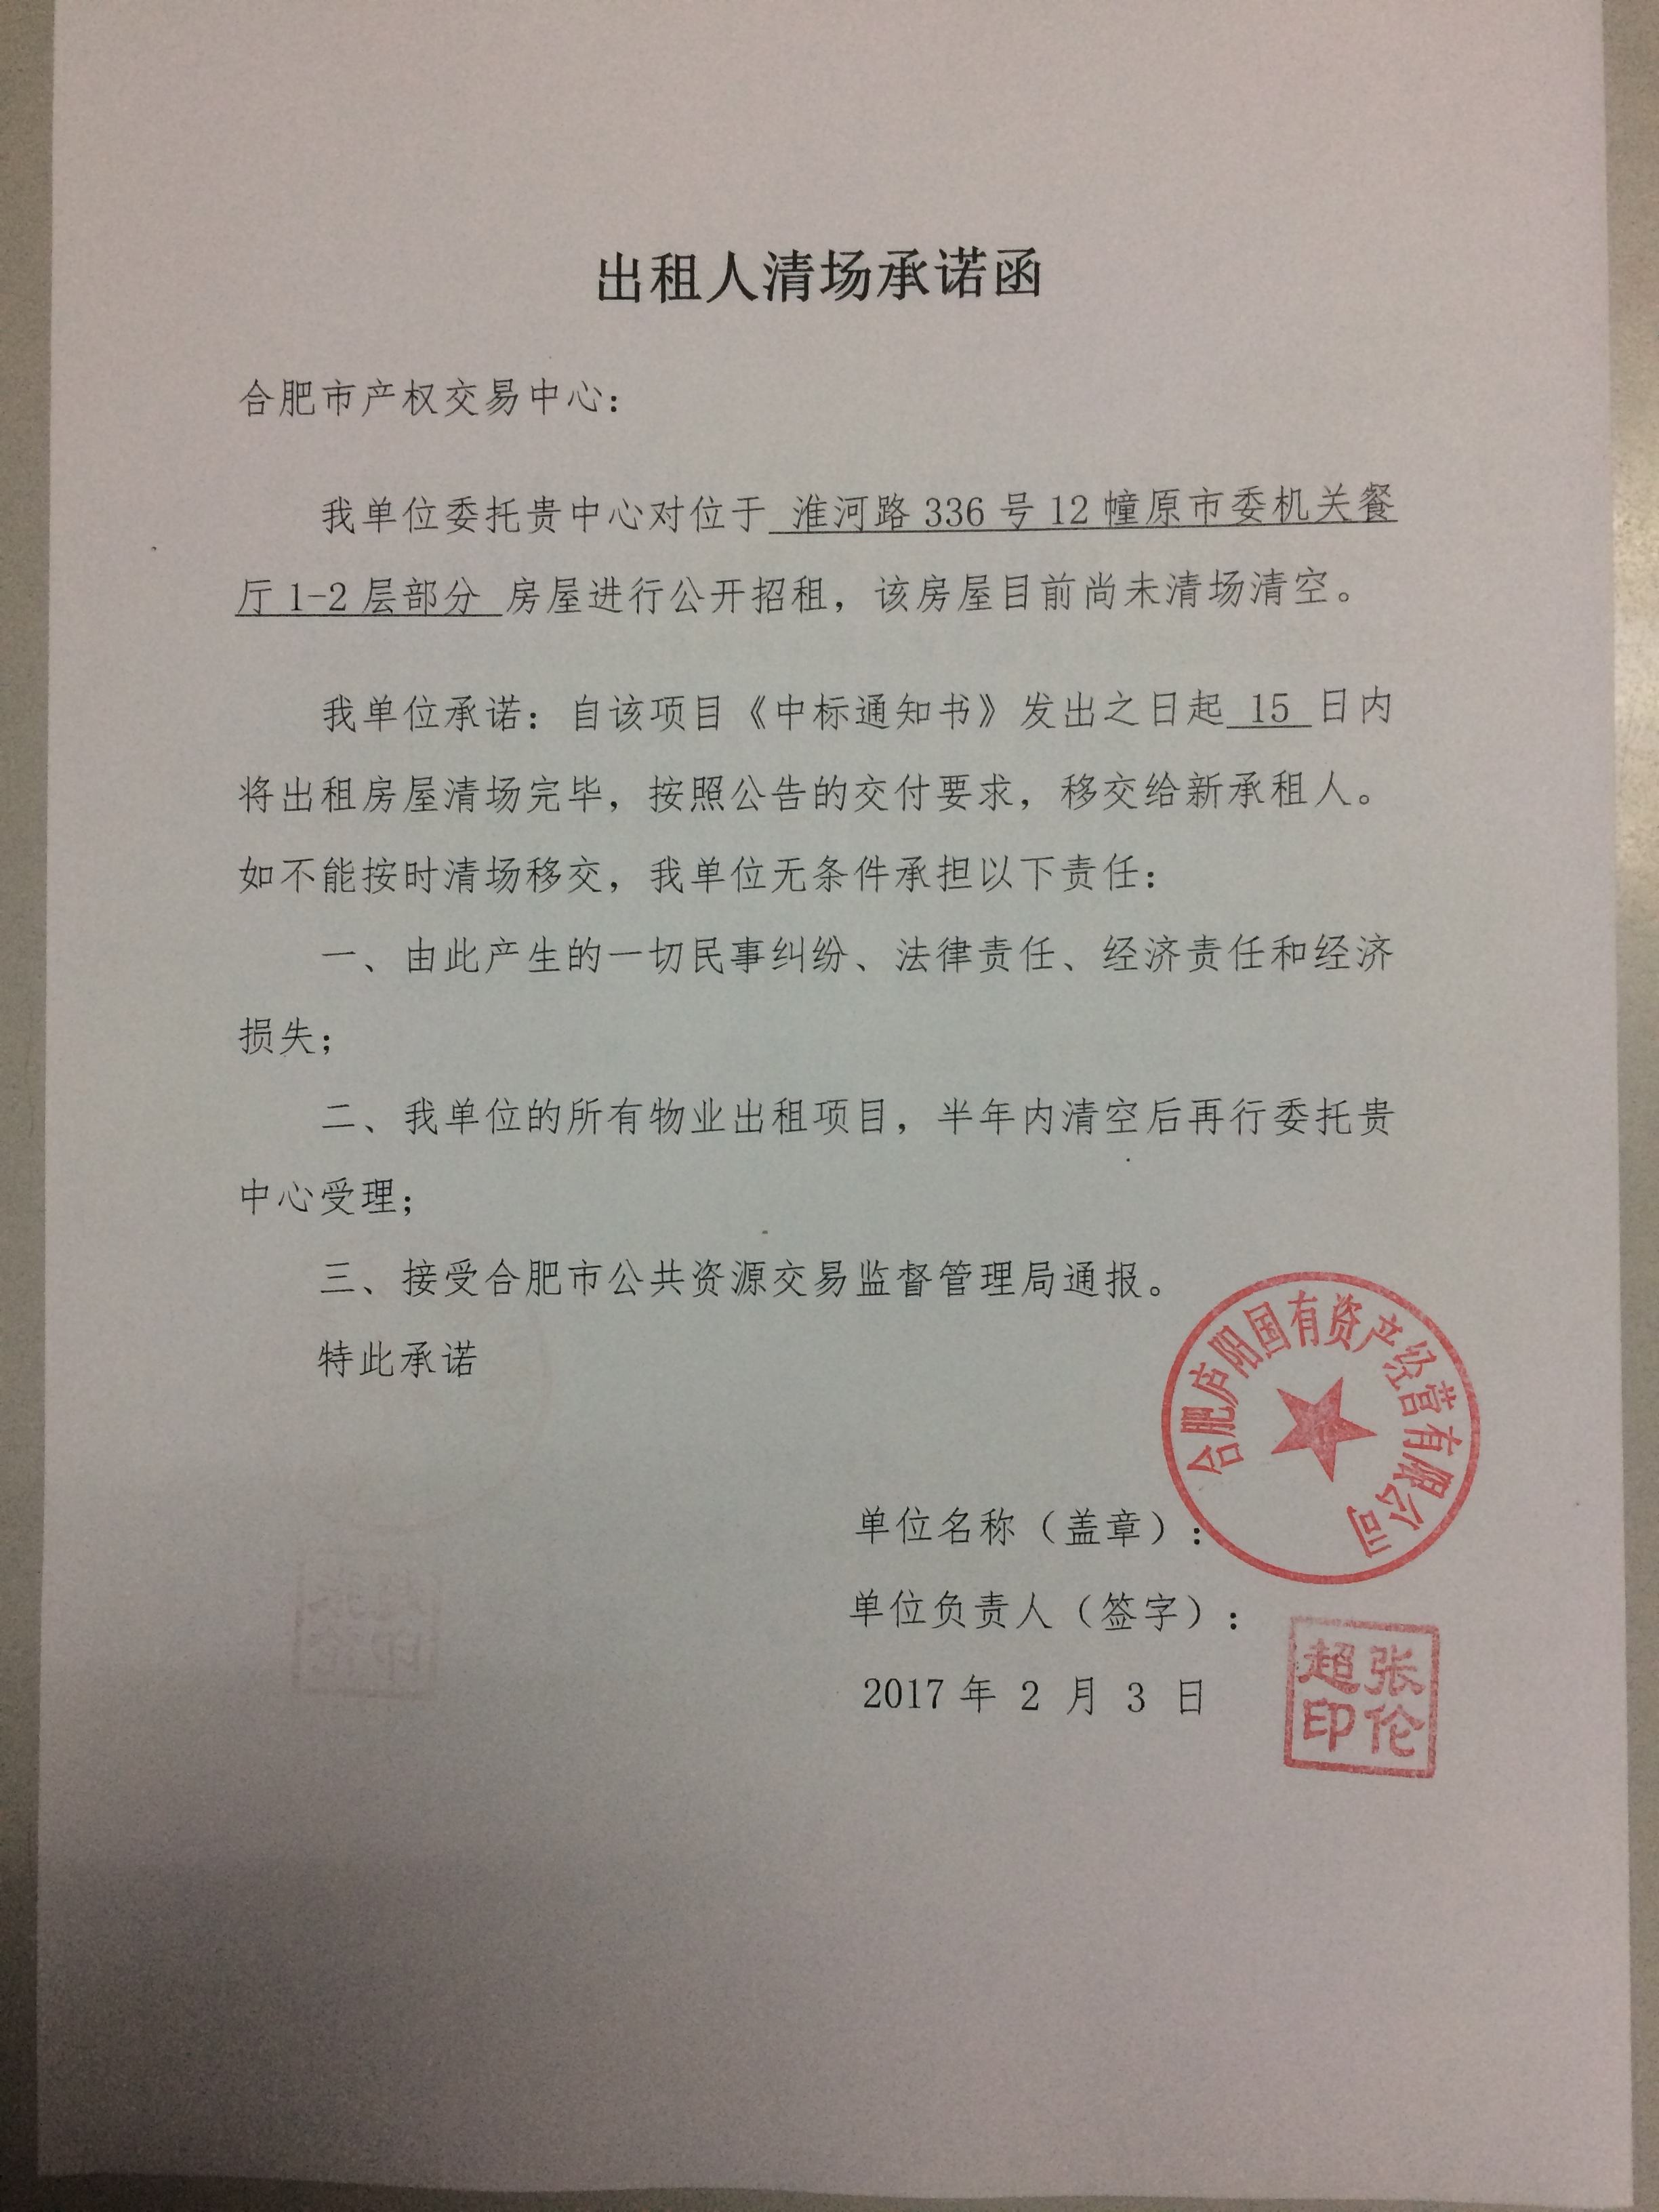 出租人清场承诺函
合肥市产权交易中心：
我单位委托贵中心对位于 淮河路 336 号 12 幢原市委机关餐
厅 1-2 层部分 房屋进行公开招租，该房屋目前尚未清场清空。
我单位承诺：自该项目《中标通知书》发出之日起 15 日内
将出租房屋清场完毕，按照公告的交付要求，移交给新承租人。
如不能按时清场移交，我单位无条件承担以下责任：
一、由此产生的一切民事纠纷、法律责任、经济责任和经济
损失；
二、我单位的所有物业出租项目，半年内清空后再行委托贵
中心受理；
三、接受合肥市公共资源交易监督管理局通报。
特此承诺
合肥庐阳国有资产经营有限公司
单位名称（盖章）：
单位负责人（签字）：
张伦超印
2017 年 2 月 3 日